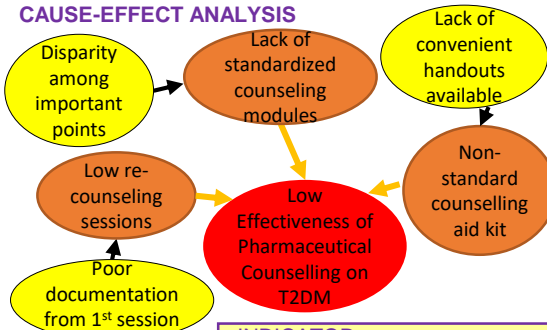 CAUSE-EFFECT ANALYSIS
Disparity
among
important
points
Lack of
standardized
counseling
modules
Lack of
convenient
handouts
available
Low re-
counseling
sessions
Low
Effectiveness of
Pharmaceutical
Counselling on
T2DM
Non-
standard
counselling
aid kit
Poor
documentation
from 1st session
INDICATOR